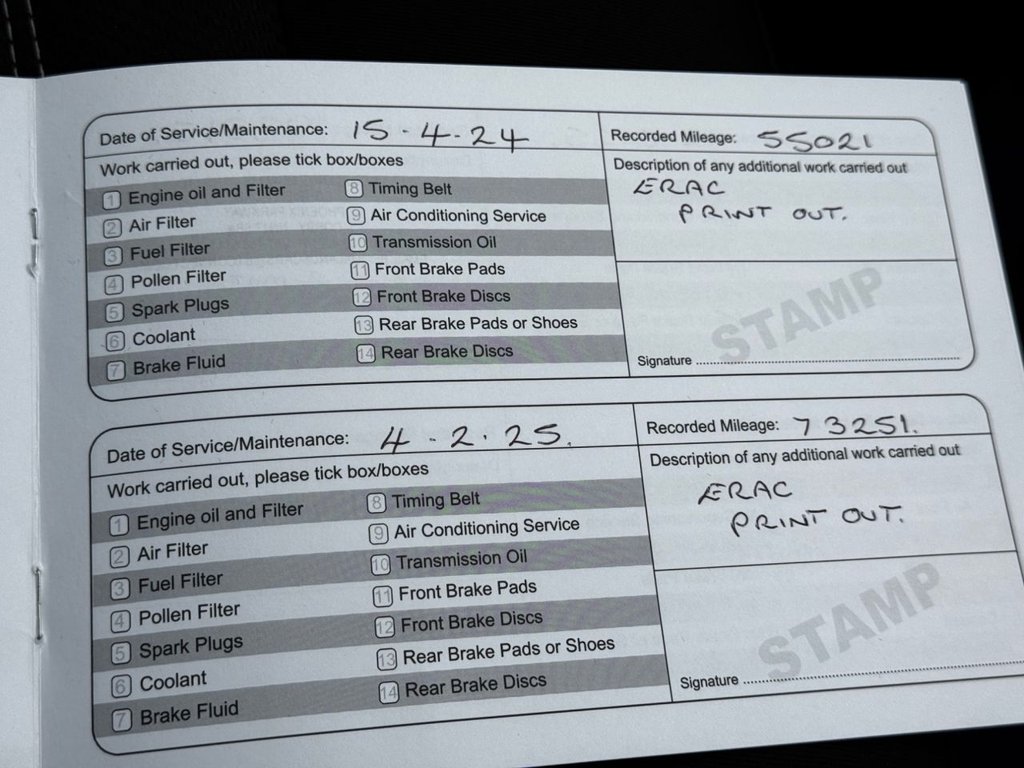 Date of Service/Maintenance: 15-4-24
Recorded Mileage: 55021
Work carried out, please tick box/boxes
1 Engine oil and Filter
2 Air Filter
3 Fuel Filter
4 Pollen Filter
5 Spark Plugs
6 Coolant
7 Brake Fluid
8 Timing Belt
9 Air Conditioning Service
10 Transmission Oil
11 Front Brake Pads
12 Front Brake Discs
13 Rear Brake Pads or Shoes
14 Rear Brake Discs
Description of any additional work carried out
ERAC
PRINT OUT.
STAMP
Signature
Date of Service/Maintenance: 4-2.25.
Recorded Mileage: 73251.
Work carried out, please tick box/boxes
1 Engine oil and Filter
2 Air Filter
3 Fuel Filter
4 Pollen Filter
5 Spark Plugs
6 Coolant
7 Brake Fluid
8 Timing Belt
9 Air Conditioning Service
10 Transmission Oil
11 Front Brake Pads
12 Front Brake Discs
13 Rear Brake Pads or Shoes
14 Rear Brake Discs
Description of any additional work carried out
ERAC
PRINT OUT.
STAMP
Signature